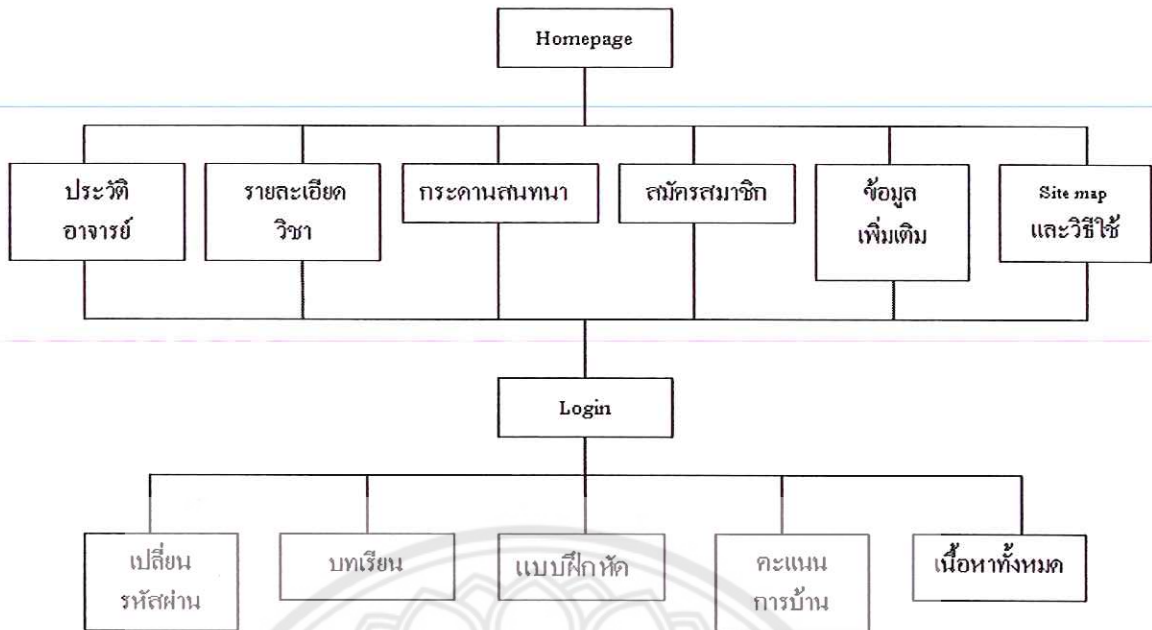 Homepage
ประวัติ
อาจารย์
รายละเอียด
วิชา
กระดานสนทนา
สมัครสมาชิก
ข้อมูล
เพิ่มเติม
Site map
และวิธีใช้
Login
เปลี่ยน
รหัสผ่าน
บทเรียน
แบบฝึกหัด
คะแนน
การบ้าน
เนื้อหาทั้งหมด